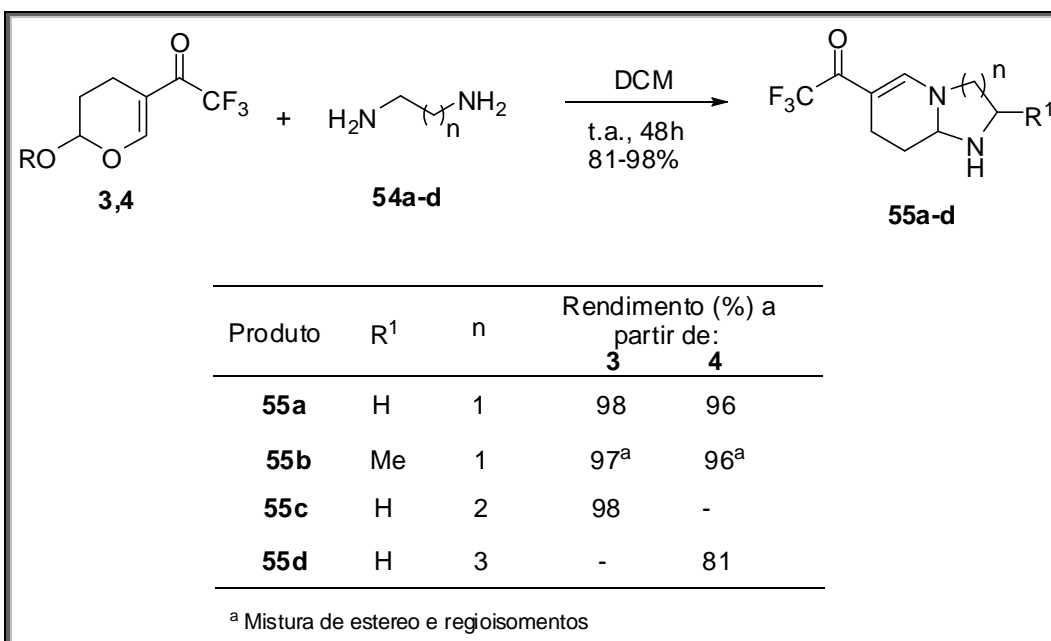 O
CF3
RO
O
3,4
+
H2N
NH2
n
54a-d
DCM
t.a., 48h
81-98%
O
F3C
N
n
R1
N
H
55a-d
Produto R1 n Rendimento (%) a
partir de:
3 4
55a H 1 98 96
55b Me 1 97a 96a
55c H 2 98 -
55d H 3 - 81
a Mistura de estereo e regioisomentos